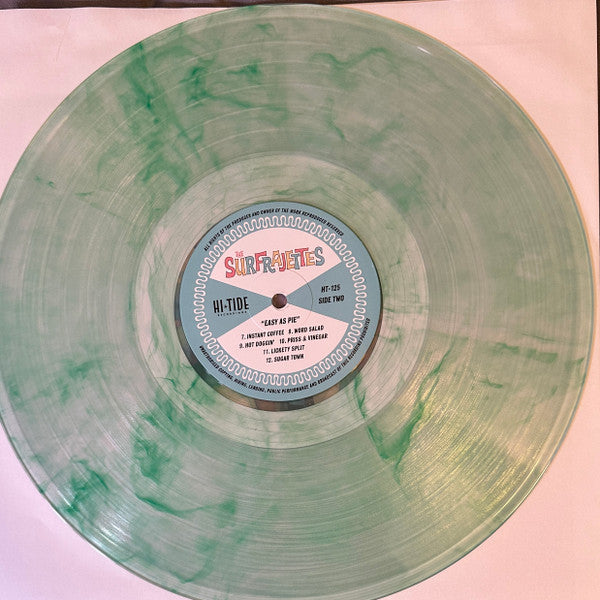 ALL RIGHTS OF THE PRODUCER AND OWNER OF THE WORK REPRODUCED RESERVED
THE
SURFRAJETTES
HI-TIDE
RECORDINGS
HT-125
SIDE TWO
"EASY AS PIE"
7. INSTANT COFFEE 8. WORD SALAD
9. HOT DOGGIN' 10. PRISS & VINEGAR
11. LICKETY SPLIT
12. SUGAR TOWN
UNAUTHORISED COPYING, HIRING, LENDING, PUBLIC PERFORMANCE AND BROADCAST OF THIS RECORDING PROHIBITED